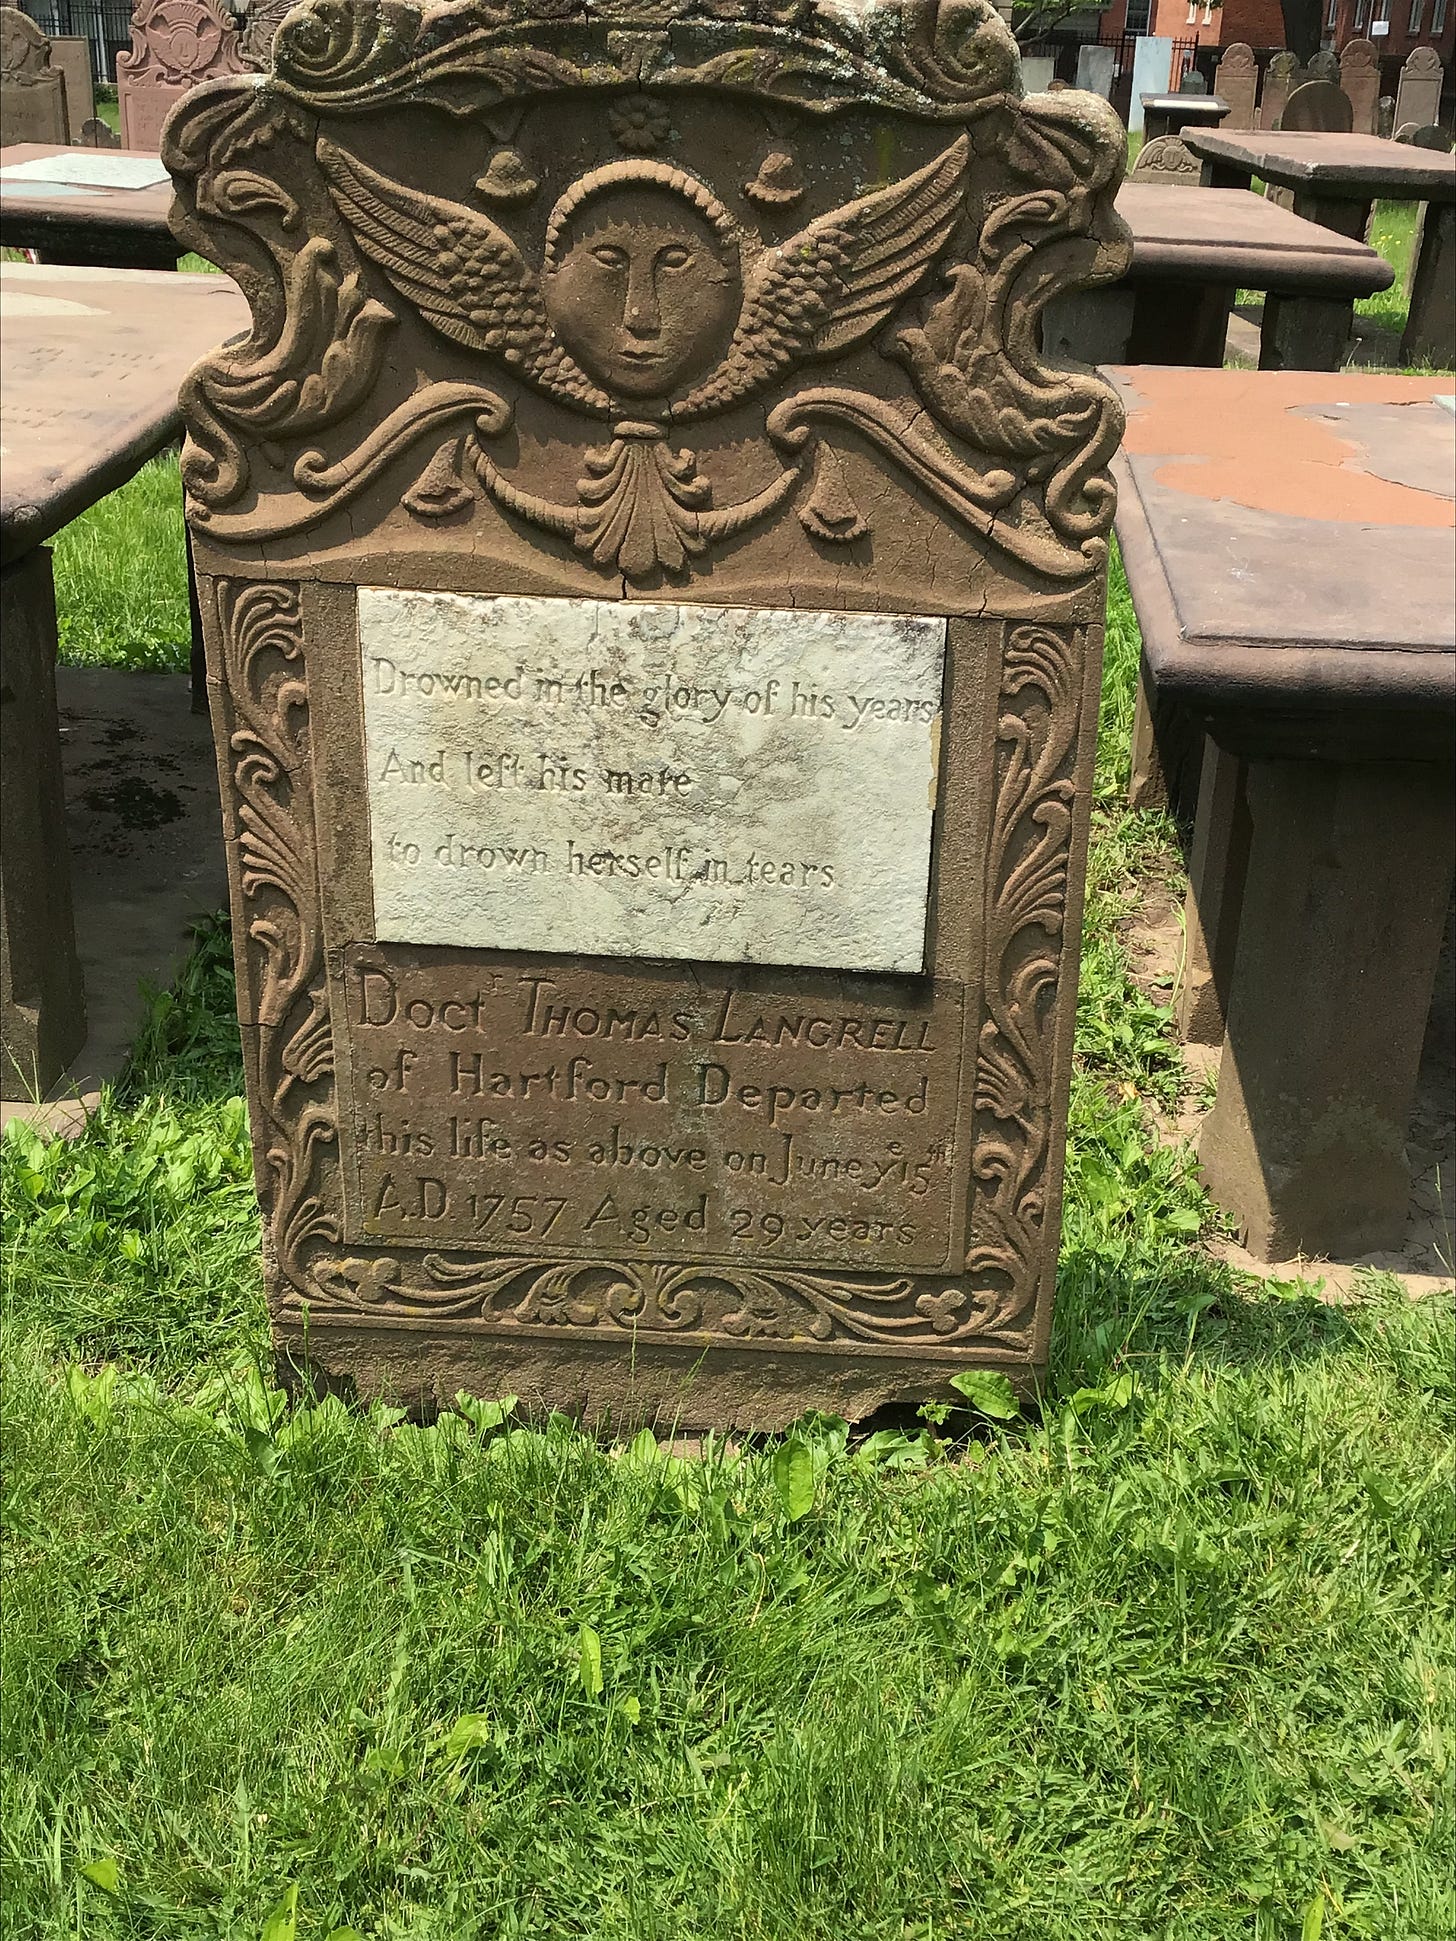 Drowned in the glory of his years
And left his mate
to drown herself in tears
Doctr THOMAS LANGRELL
of Hartford Departed
this life as above on June ye 15th
A.D. 1757 Aged 29 years